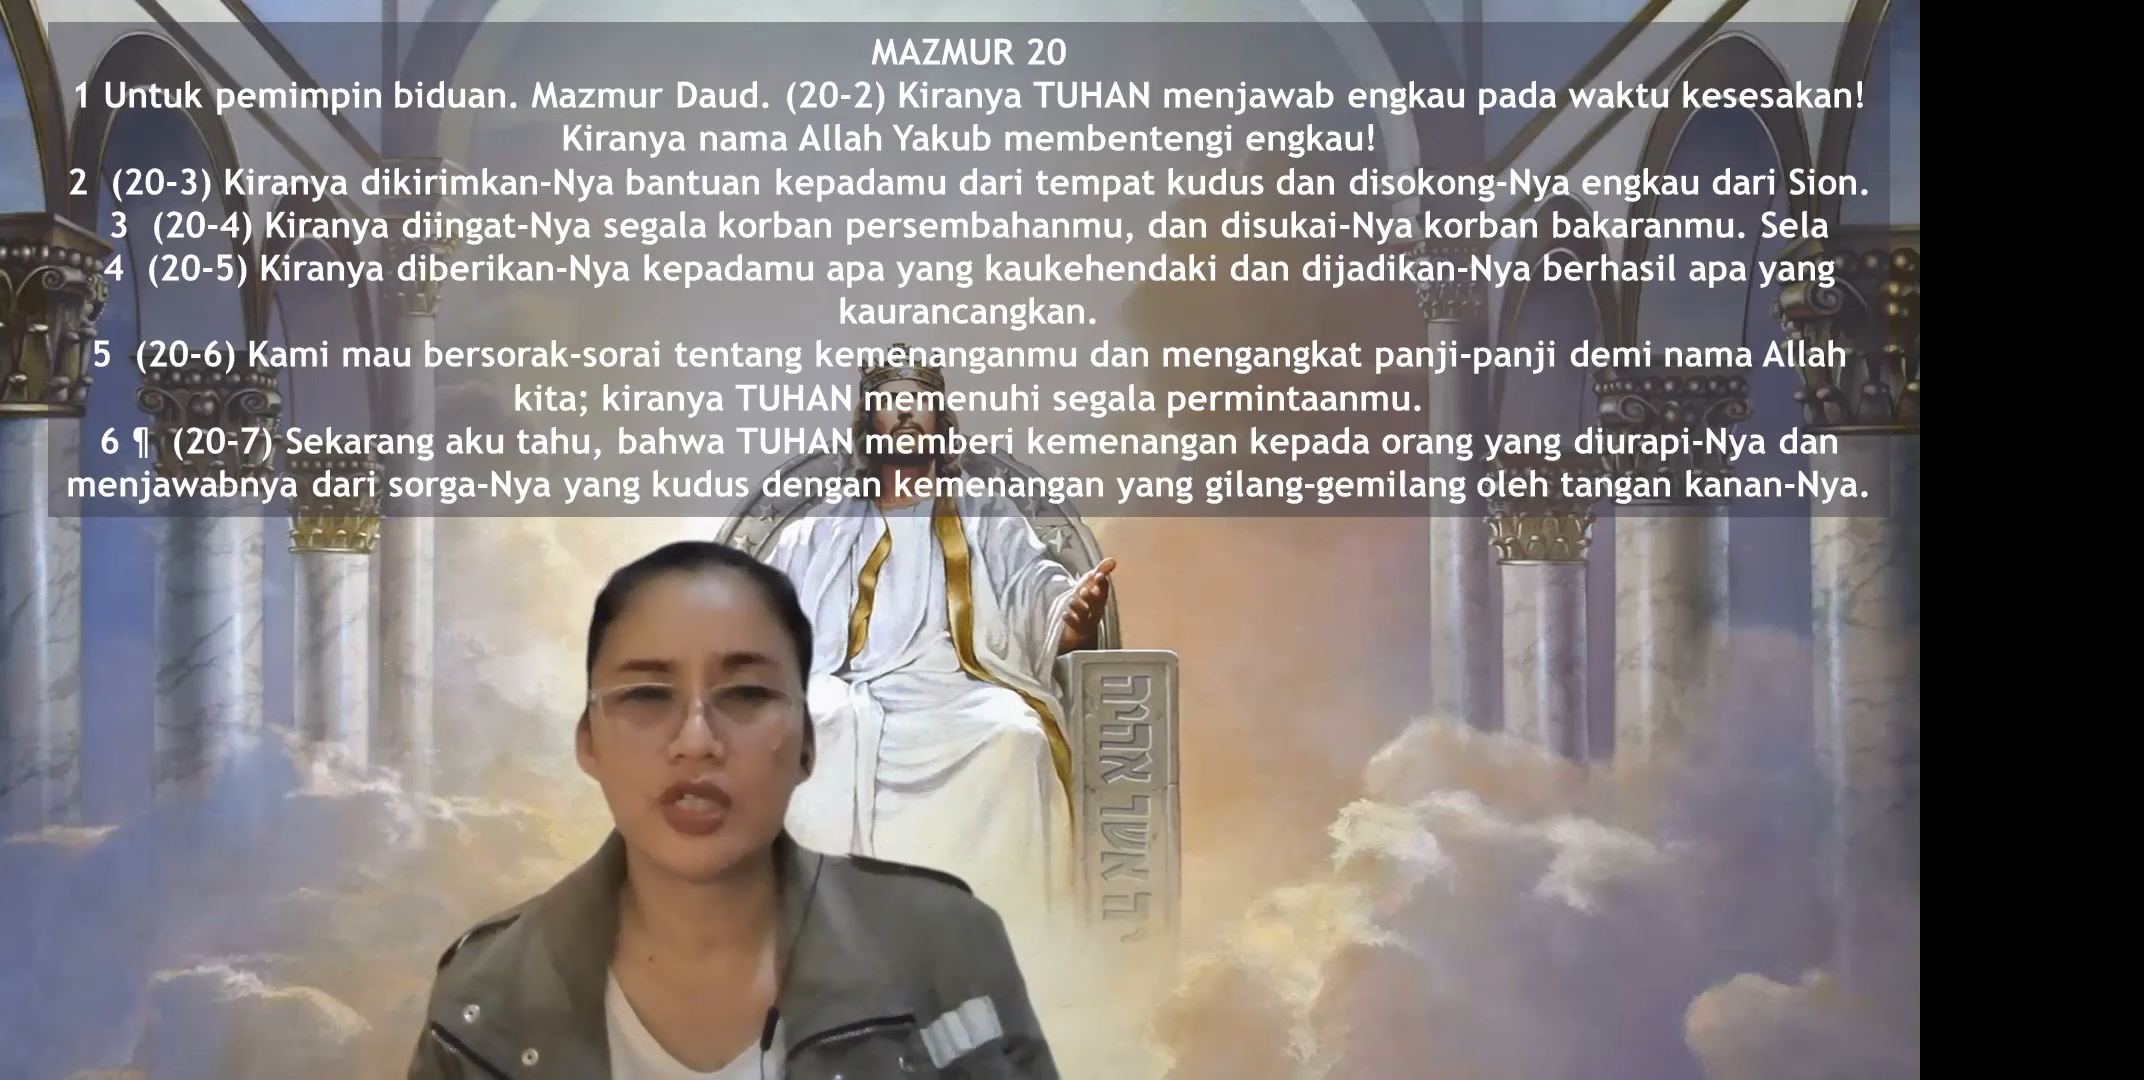 MAZMUR 20
1 Untuk pemimpin biduan. Mazmur Daud. (20-2) Kiranya TUHAN menjawab engkau pada waktu kesesakan!
Kiranya nama Allah Yakub membentengi engkau!
2 (20-3) Kiranya dikirimkan-Nya bantuan kepadamu dari tempat kudus dan disokong-Nya engkau dari Sion.
3 (20-4) Kiranya diingat-Nya segala korban persembahanmu, dan disukai-Nya korban bakaranmu. Sela
4 (20-5) Kiranya diberikan-Nya kepadamu apa yang kaukehendaki dan dijadikan-Nya berhasil apa yang
kaurancangkan.
5 (20-6) Kami mau bersorak-sorai tentang kemenanganmu dan mengangkat panji-panji demi nama Allah
kita; kiranya TUHAN memenuhi segala permintaanmu.
6 ¶ (20-7) Sekarang aku tahu, bahwa TUHAN memberi kemenangan kepada orang yang diurapi-Nya dan
menjawabnya dari sorga-Nya yang kudus dengan kemenangan yang gilang-gemilang oleh tangan kanan-Nya.